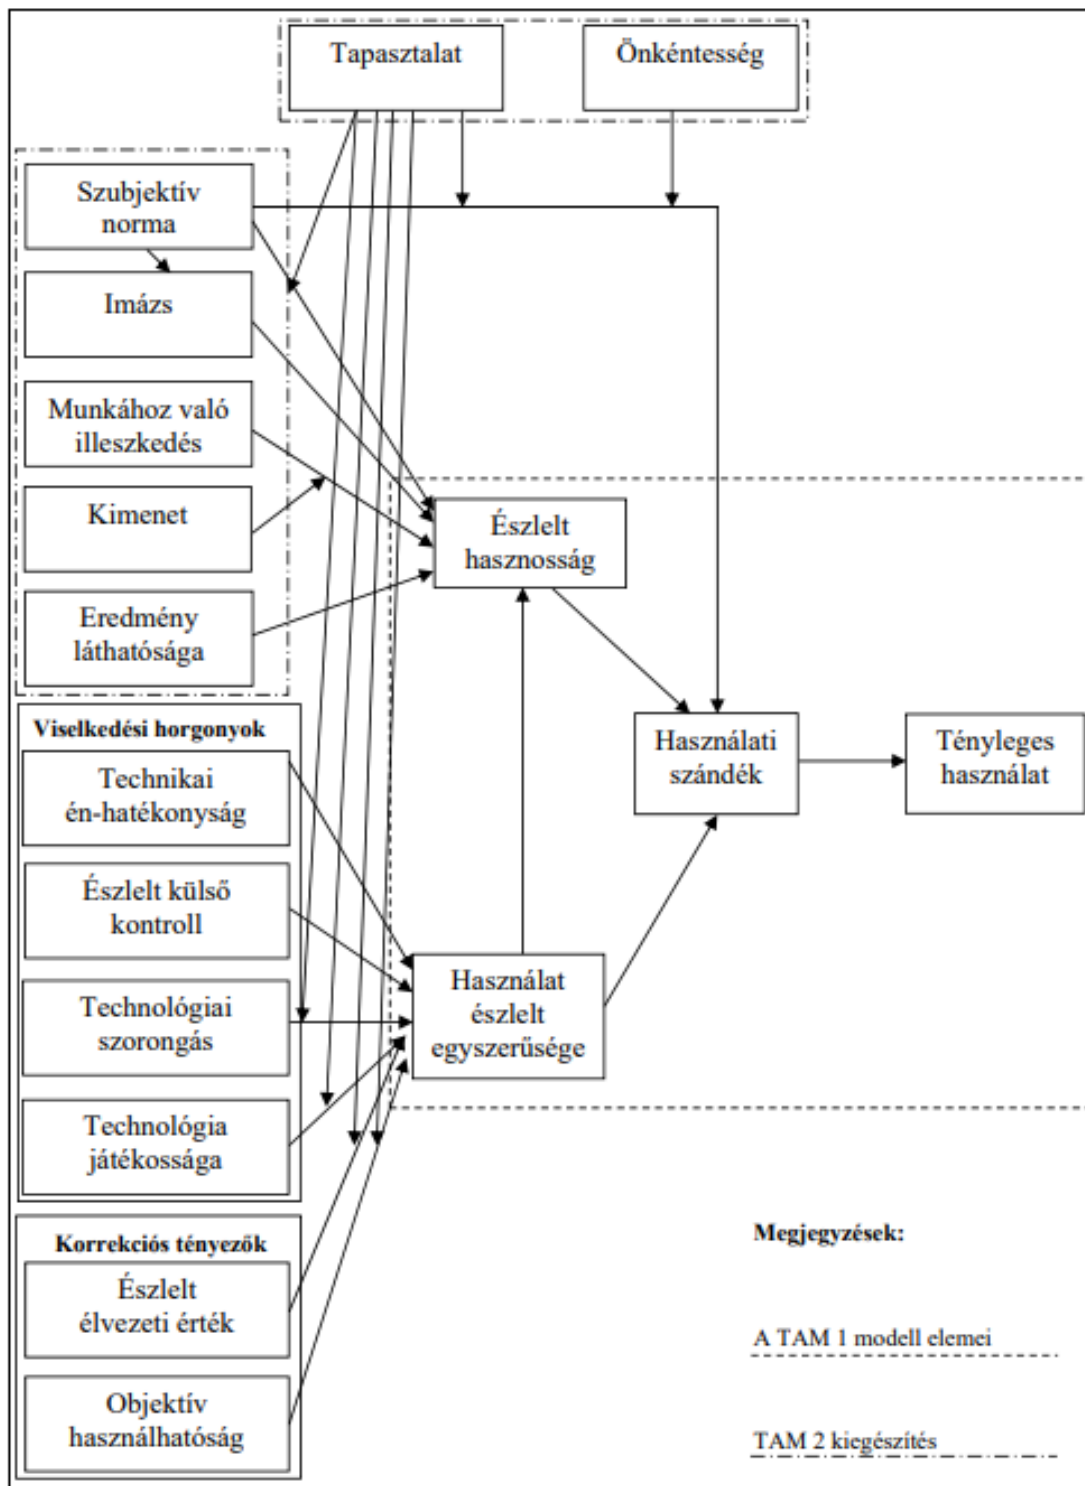 Tapasztalat
Önkéntesség
Szubjektív
norma
Imázs
Munkához való
illeszkedés
Kimenet
Eredmény
láthatósága
Észlelt
hasznosság
Viselkedési horgonyok
Technikai
én-hatékonyság
Észlelt külső
kontroll
Technológiai
szorongás
Technológia
játékossága
Használati
szándék
Tényleges
használat
Használat
észlelt
egyszerűsége
Korrekciós tényezők
Észlelt
élvezeti érték
Objektív
használhatóság
Megjegyzések:
A TAM 1 modell elemei
TAM 2 kiegészítés